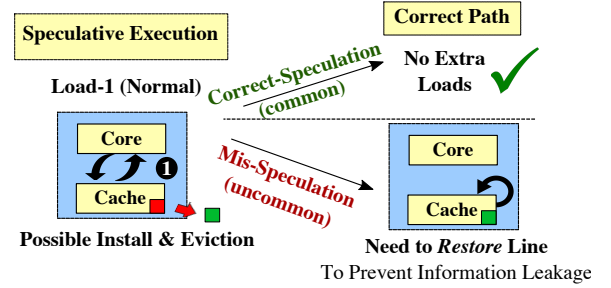 Speculative Execution
Correct Path
Load-1 (Normal)
Correct-Speculation
(common)
No Extra
Loads
Core
1
Cache
Possible Install & Eviction
Mis-Speculation
(uncommon)
Core
Cache
Need to Restore Line
To Prevent Information Leakage